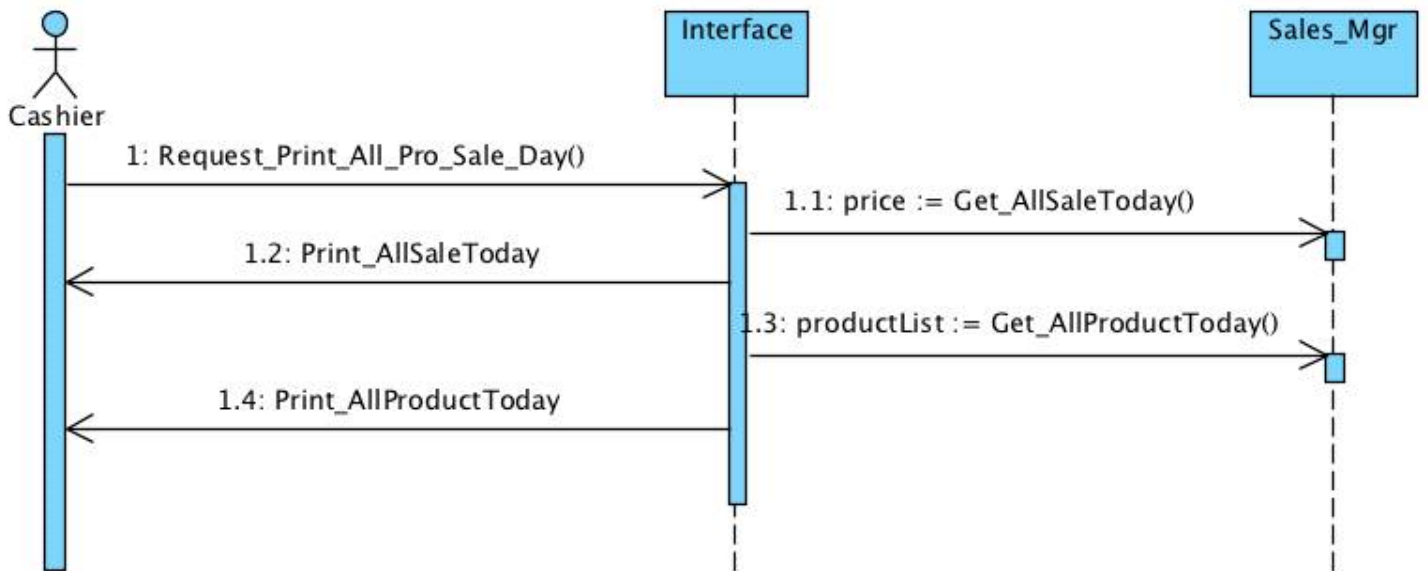 Interface
Sales_Mgr
Cashier
1: Request_Print_All_Pro_Sale_Day()
1.1: price := Get_AllSaleToday()
1.2: Print_AllSaleToday
1.3: productList := Get_AllProductToday()
1.4: Print_AllProductToday